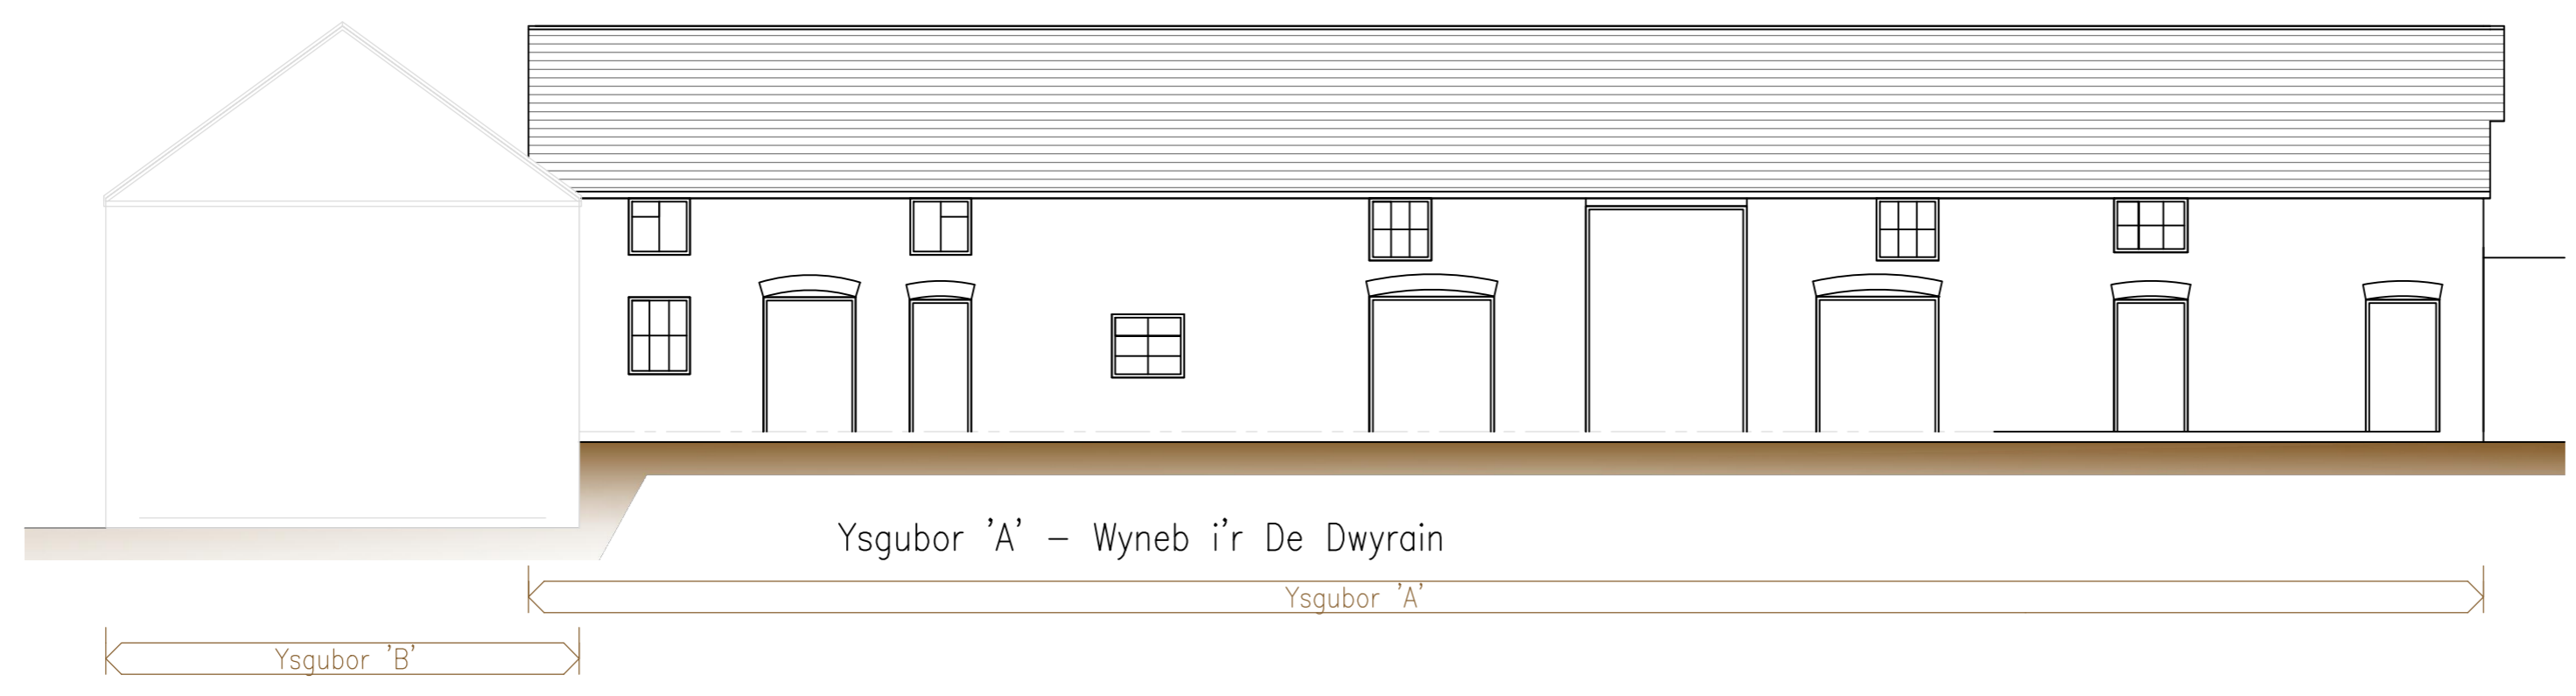 Ysgubor 'A' – Wyneb i'r De Dwyrain
Ysgubor 'A'
Ysgubor 'B'